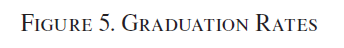 FIGURE 5. GRADUATION RATES